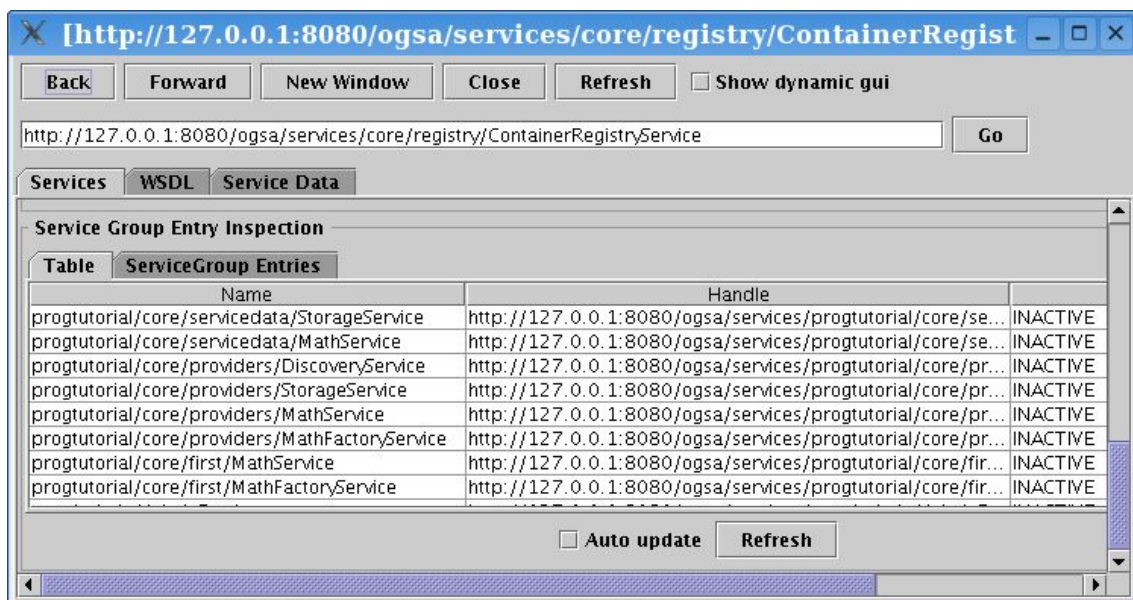 [http://127.0.0.1:8080/ogsa/services/core/registry/ContainerRegist
Back Forward New Window Close Refresh Show dynamic gui
http://127.0.0.1:8080/ogsa/services/core/registry/ContainerRegistryService Go
Services WSDL Service Data
Service Group Entry Inspection
Table ServiceGroup Entries
Name Handle
progtutorial/core/servicedata/StorageService http://127.0.0.1:8080/ogsa/services/progtutorial/core/se... INACTIVE
progtutorial/core/servicedata/MathService http://127.0.0.1:8080/ogsa/services/progtutorial/core/se... INACTIVE
progtutorial/core/providers/DiscoveryService http://127.0.0.1:8080/ogsa/services/progtutorial/core/pr... INACTIVE
progtutorial/core/providers/StorageService http://127.0.0.1:8080/ogsa/services/progtutorial/core/pr... INACTIVE
progtutorial/core/providers/MathService http://127.0.0.1:8080/ogsa/services/progtutorial/core/pr... INACTIVE
progtutorial/core/providers/MathFactoryService http://127.0.0.1:8080/ogsa/services/progtutorial/core/pr... INACTIVE
progtutorial/core/first/MathService http://127.0.0.1:8080/ogsa/services/progtutorial/core/fir... INACTIVE
progtutorial/core/first/MathFactoryService http://127.0.0.1:8080/ogsa/services/progtutorial/core/fir... INACTIVE
Auto update Refresh